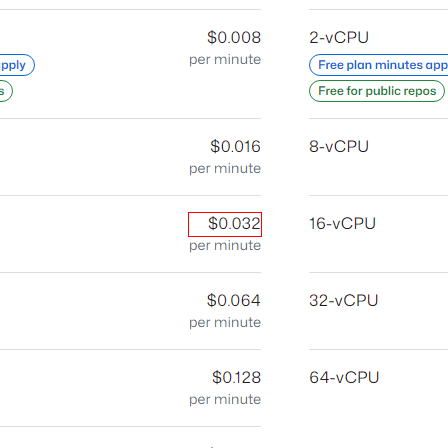 $0.008
per minute
pply
s
2-vCPU
Free plan minutes app
Free for public repos
$0.016
per minute
8-vCPU
$0.032
per minute
16-vCPU
$0.064
per minute
32-vCPU
$0.128
per minute
64-vCPU